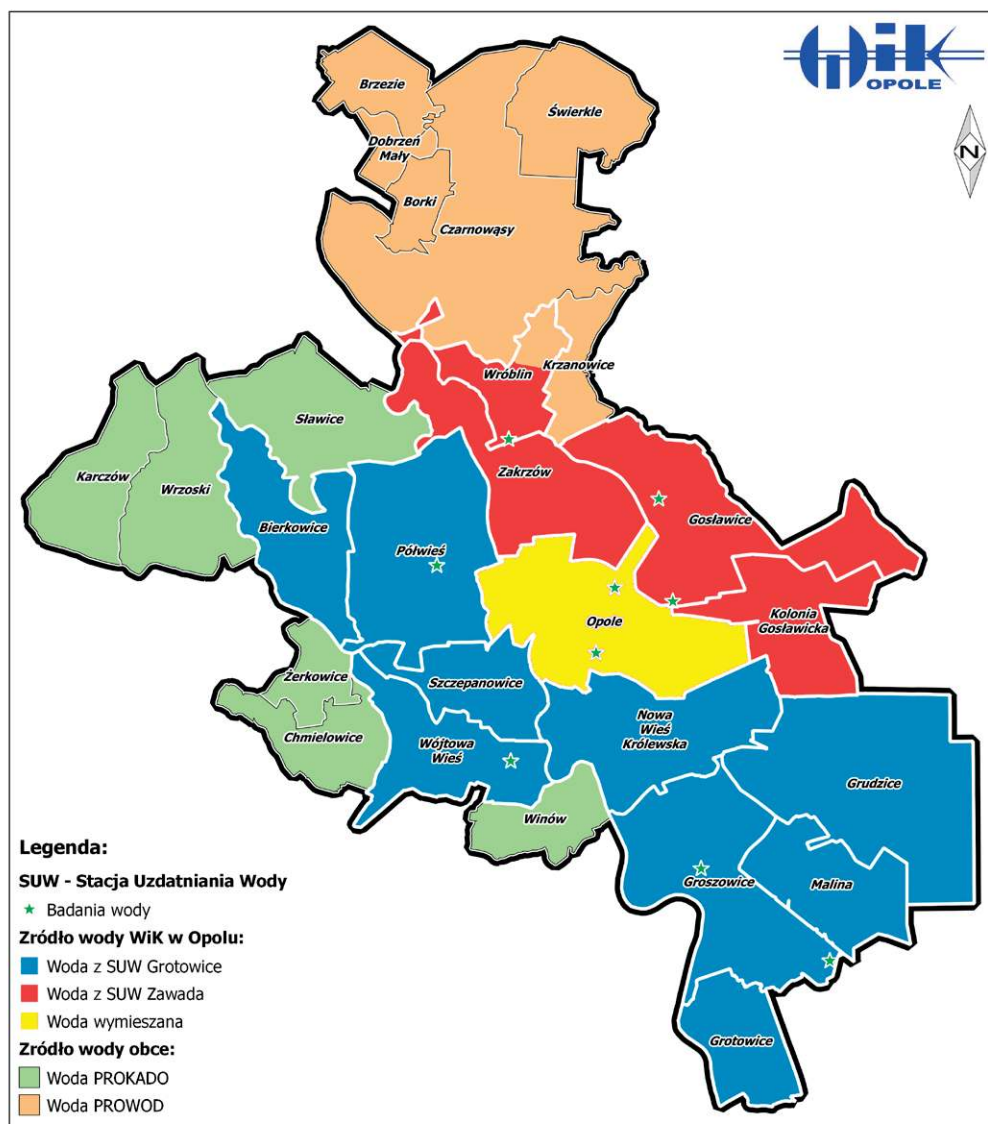 WiK
OPOLE
N
Brzezie
Świerkle
Dobrzeń
Mały
Borki
Czarnowąsy
Wróblin
Krzanowice
Sławice
Karczów
Wrzoski
Zakrzów
Gosławice
Bierkowice
Półwieś
Opole
Kolonia
Gosławicka
Żerkowice
Szczepanowice
Chmielowice
Wójtowa
Wieś
Nowa
Wieś
Królewska
Grudzice
Winów
Groszowice
Malina
Grotowice
Legenda:
SUW - Stacja Uzdatniania Wody
Badania wody
Zródło wody WiK w Opolu:
Woda z SUW Grotowice
Woda z SUW Zawada
Woda wymieszana
Zródło wody obce:
Woda PROKADO
Woda PROWOD